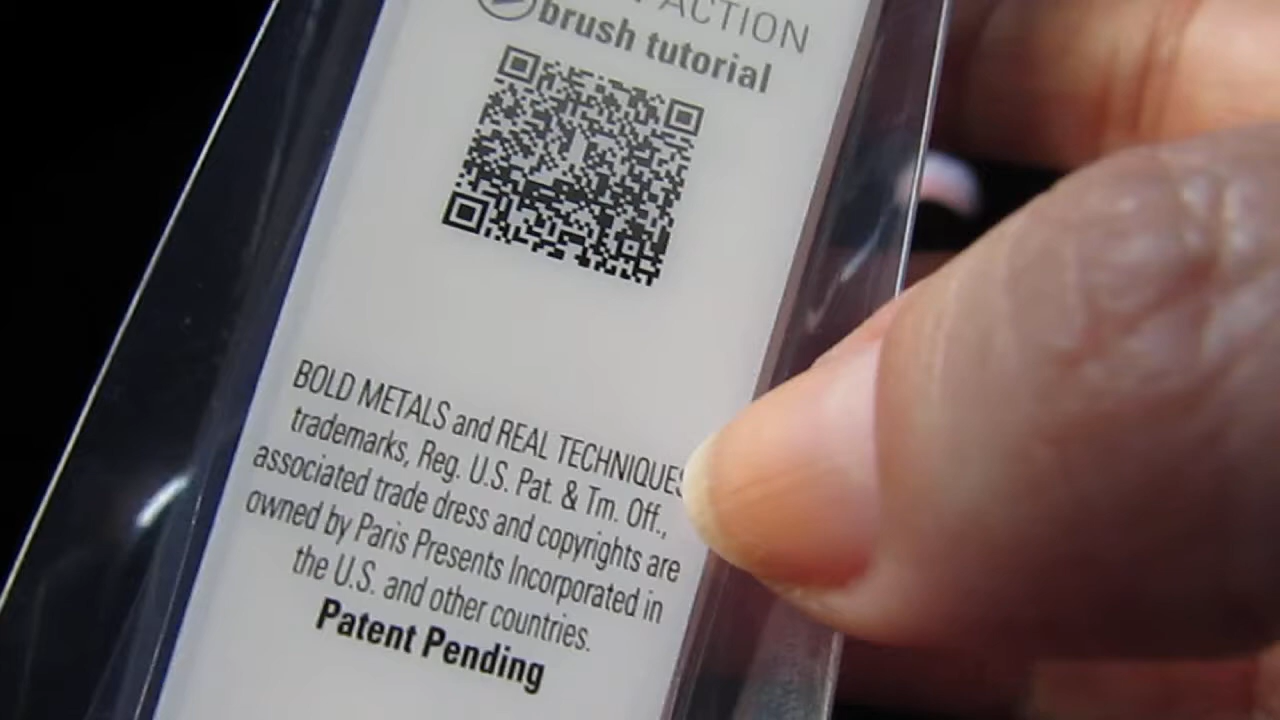 ACTION
brush tutorial
BOLD METALS and REAL TECHNIQUES
trademarks, Reg. U.S. Pat. & Tm. Off.,
associated trade dress and copyrights are
owned by Paris Presents Incorporated in
the U.S. and other countries.
Patent Pending